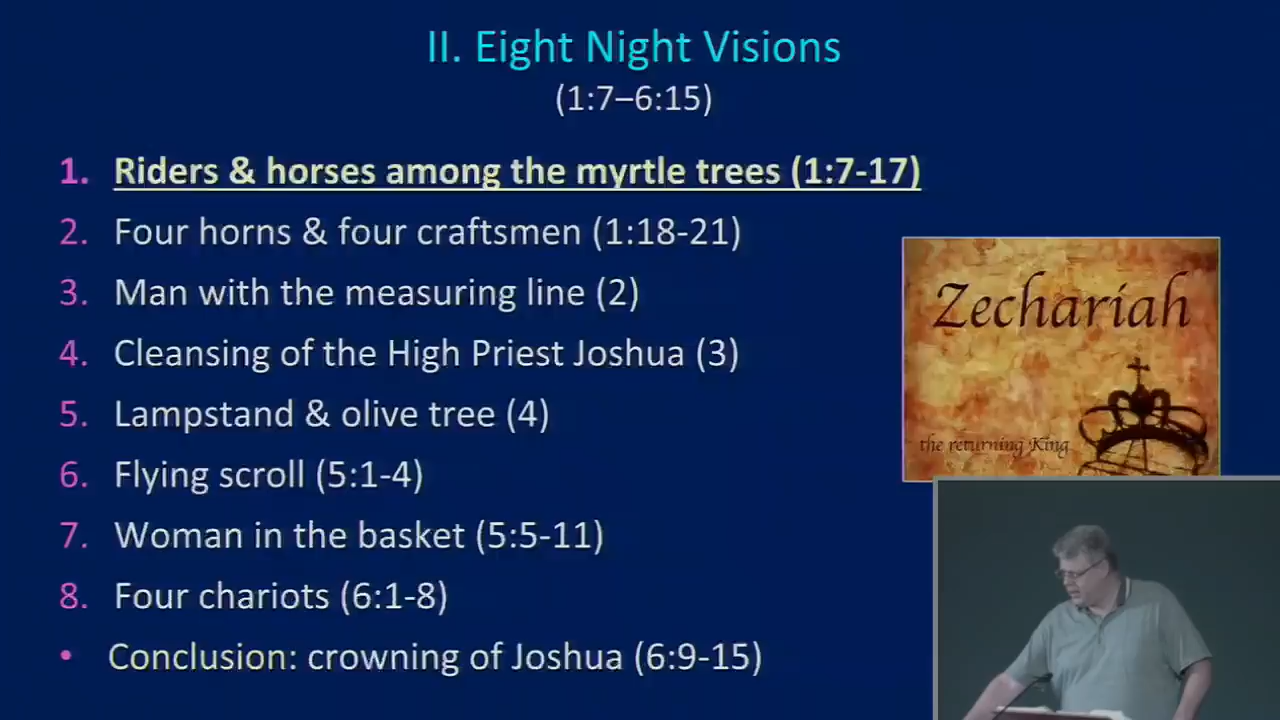 II. Eight Night Visions
(1:7–6:15)
1. Riders & horses among the myrtle trees (1:7-17)
2. Four horns & four craftsmen (1:18-21)
3. Man with the measuring line (2)
4. Cleansing of the High Priest Joshua (3)
5. Lampstand & olive tree (4)
6. Flying scroll (5:1-4)
7. Woman in the basket (5:5-11)
8. Four chariots (6:1-8)
• Conclusion: crowning of Joshua (6:9-15)
Zechariah
the returning King